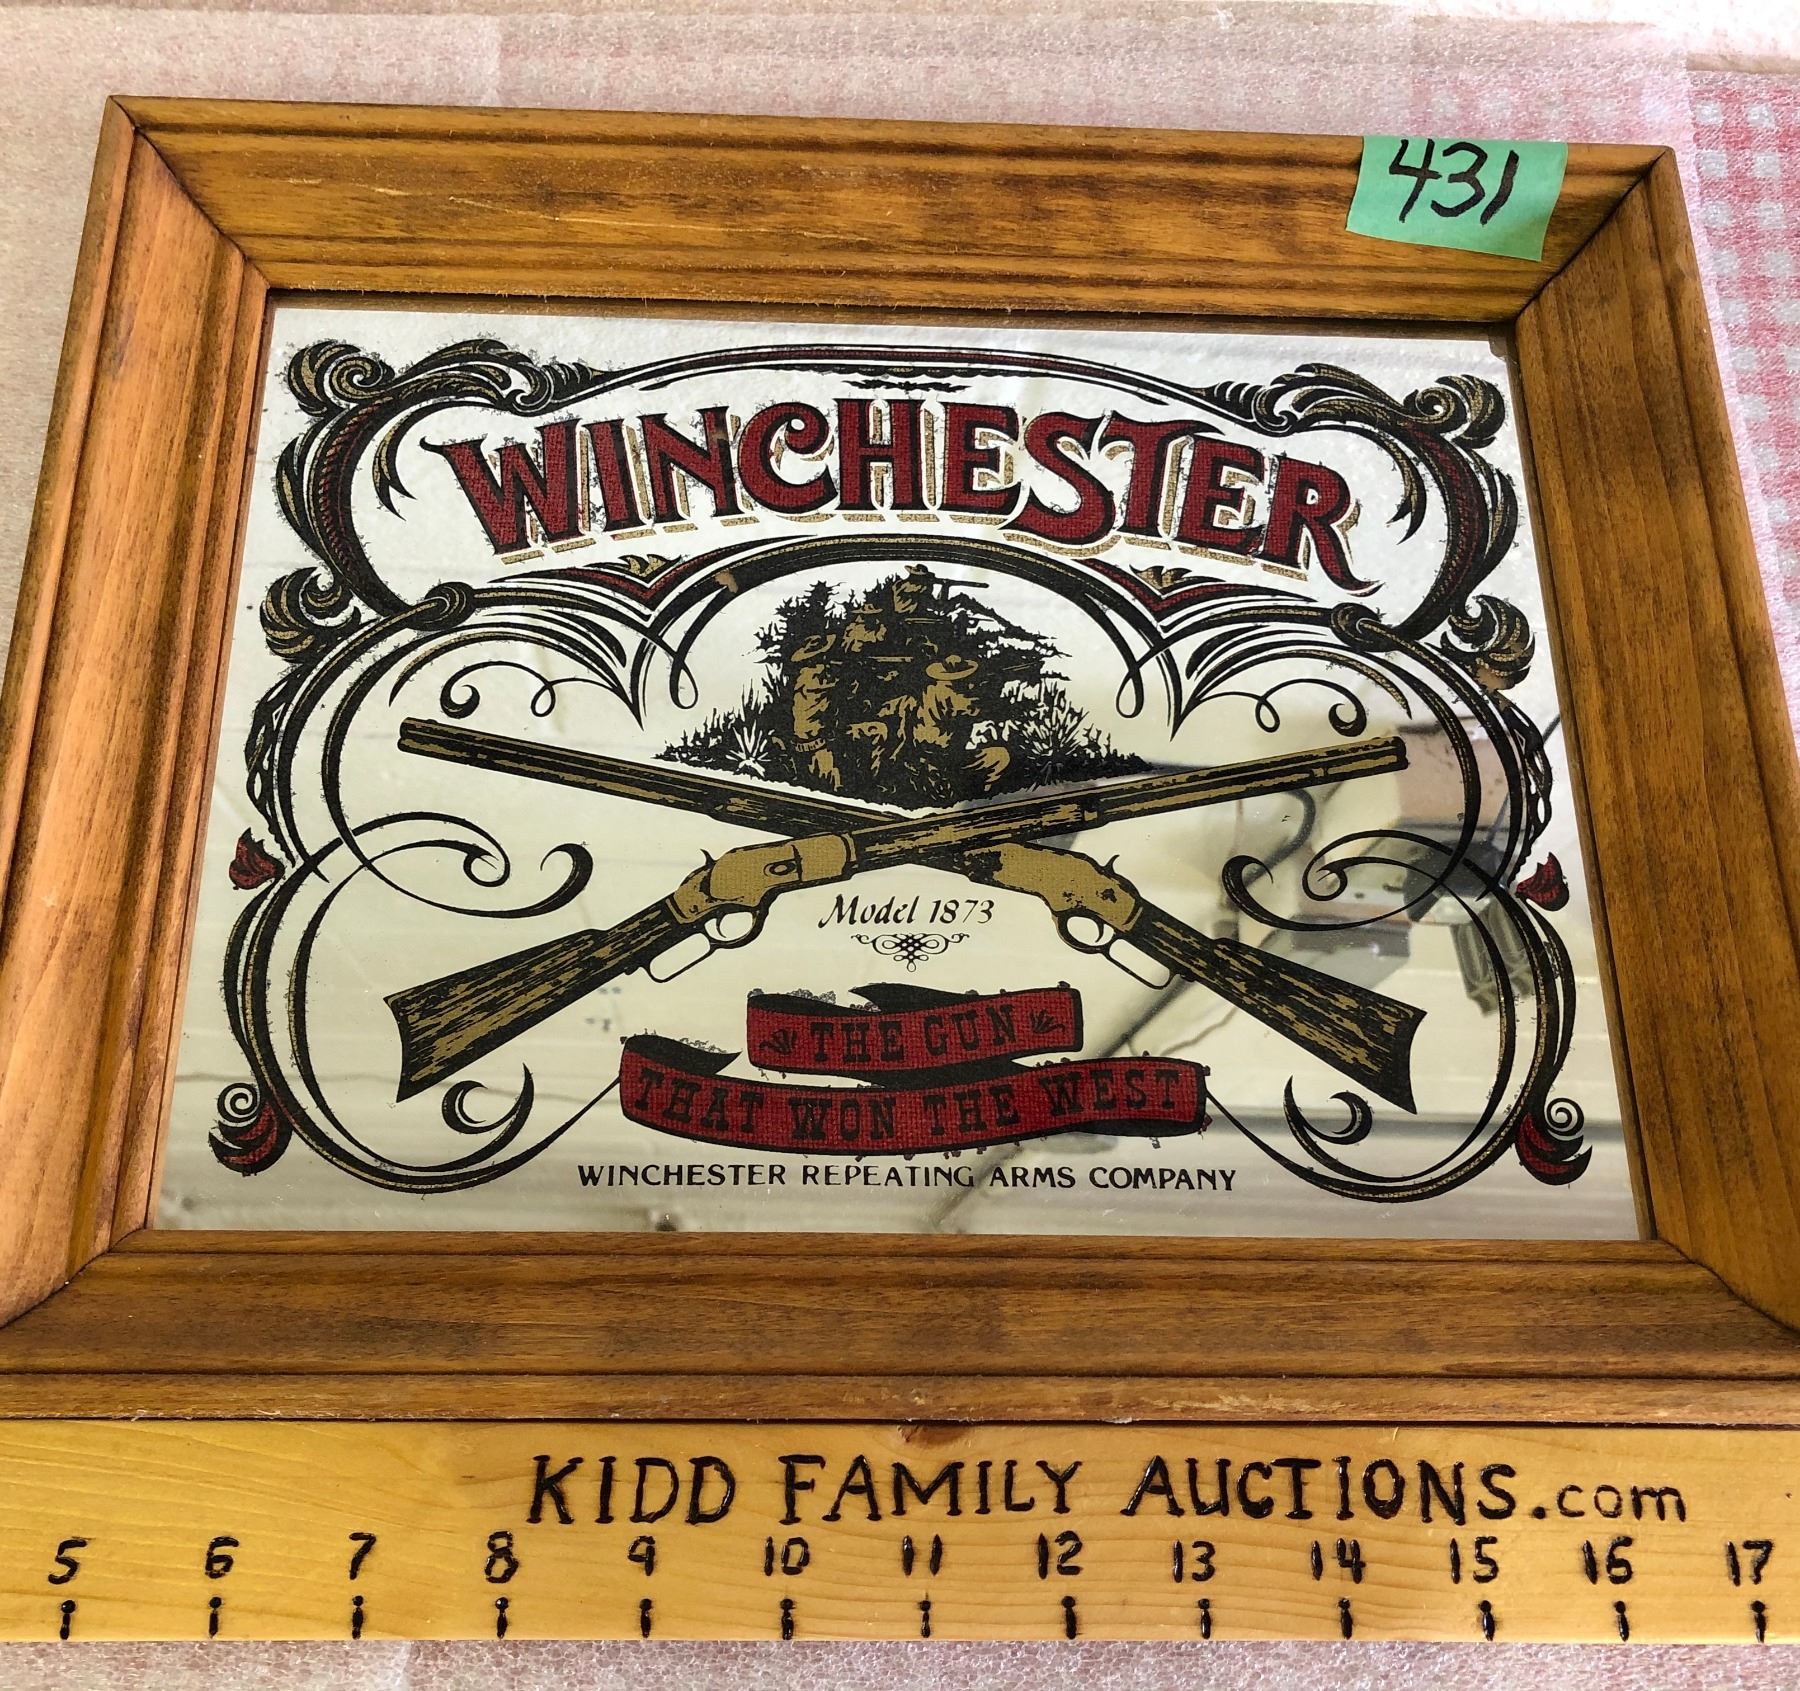 431
WINCHESTER
Model 1873
THE GUN
THAT WON THE WEST
WINCHESTER REPEATING ARMS COMPANY
KIDD FAMILY AUCTIONS.com
5 6 7 8 9 10 11 12 13 14 15 16 17